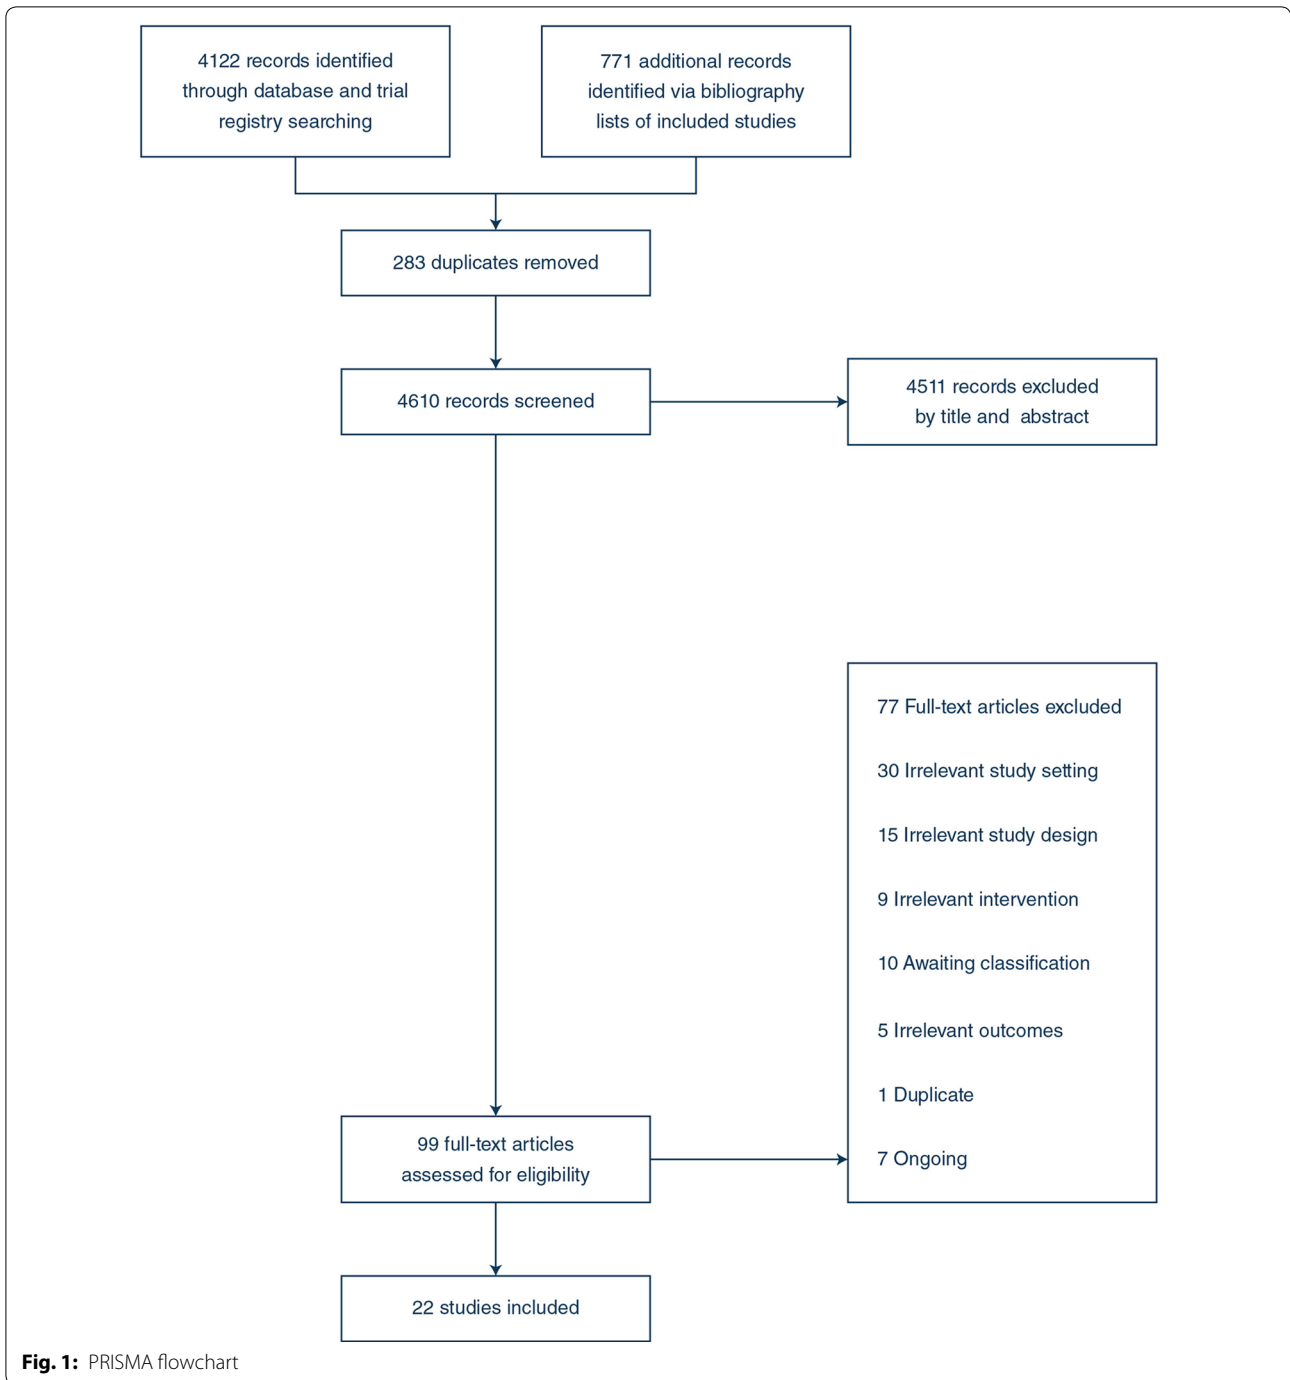 4122 records identified
through database and trial
registry searching
771 additional records
identified via bibliography
lists of included studies
283 duplicates removed
4610 records screened
4511 records excluded
by title and abstract
77 Full-text articles excluded
30 Irrelevant study setting
15 Irrelevant study design
9 Irrelevant intervention
10 Awaiting classification
5 Irrelevant outcomes
1 Duplicate
7 Ongoing
99 full-text articles
assessed for eligibility
22 studies included
Fig. 1: PRISMA flowchart